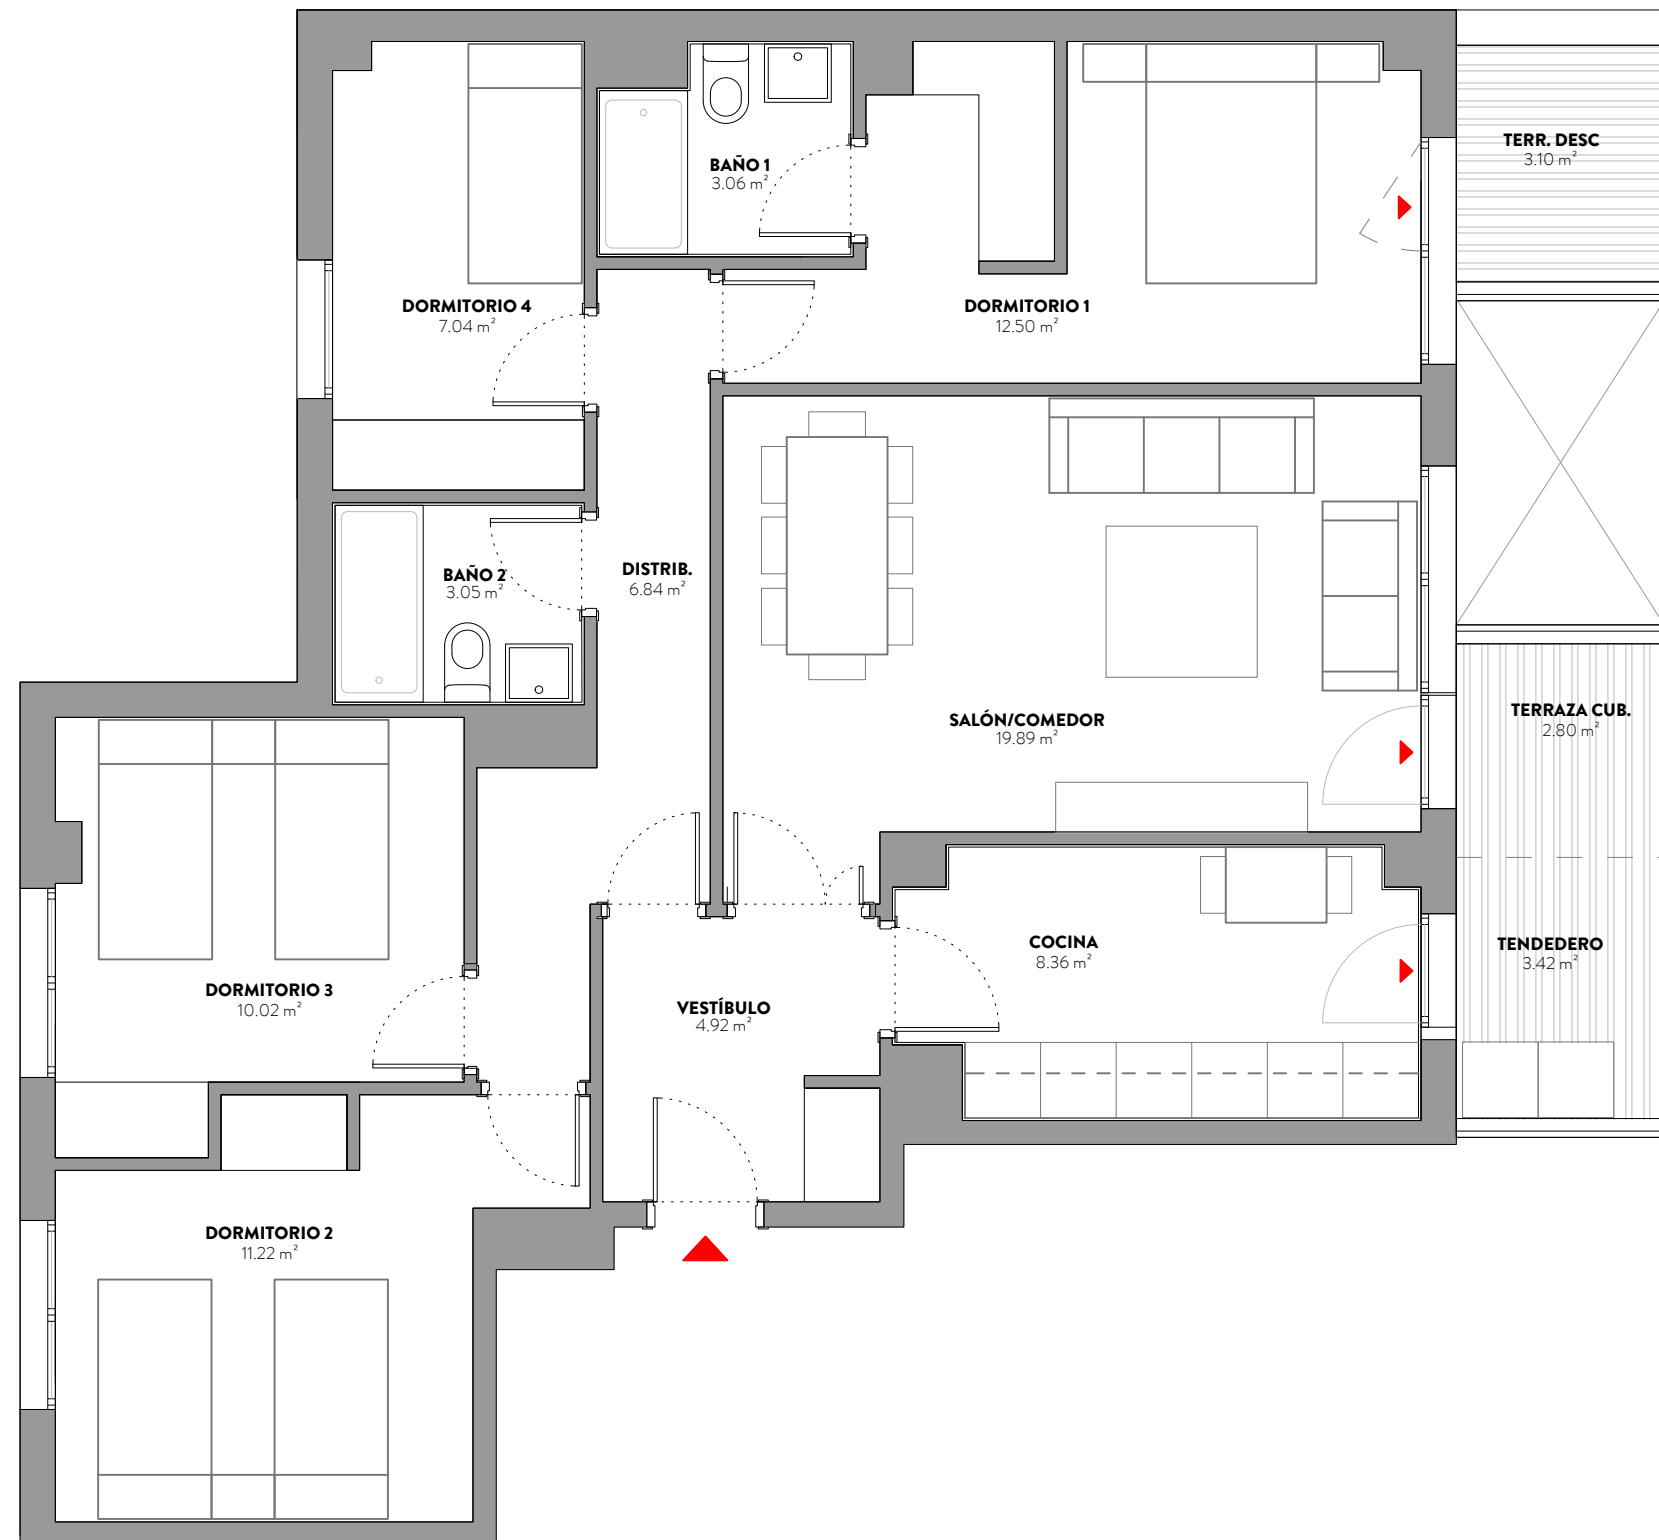 TERR. DESC
3.10 m²
BAÑO 1
3.06 m²
DORMITORIO 4
7.04 m²
DORMITORIO 1
12.50 m²
BAÑO 2
3.05 m²
DISTRIB.
6.84 m²
SALÓN/COMEDOR
19.89 m²
TERRAZA CUB.
2.80 m²
COCINA
8.36 m²
TENDEDERO
3.42 m²
DORMITORIO 3
10.02 m²
VESTÍBULO
4.92 m²
DORMITORIO 2
11.22 m²